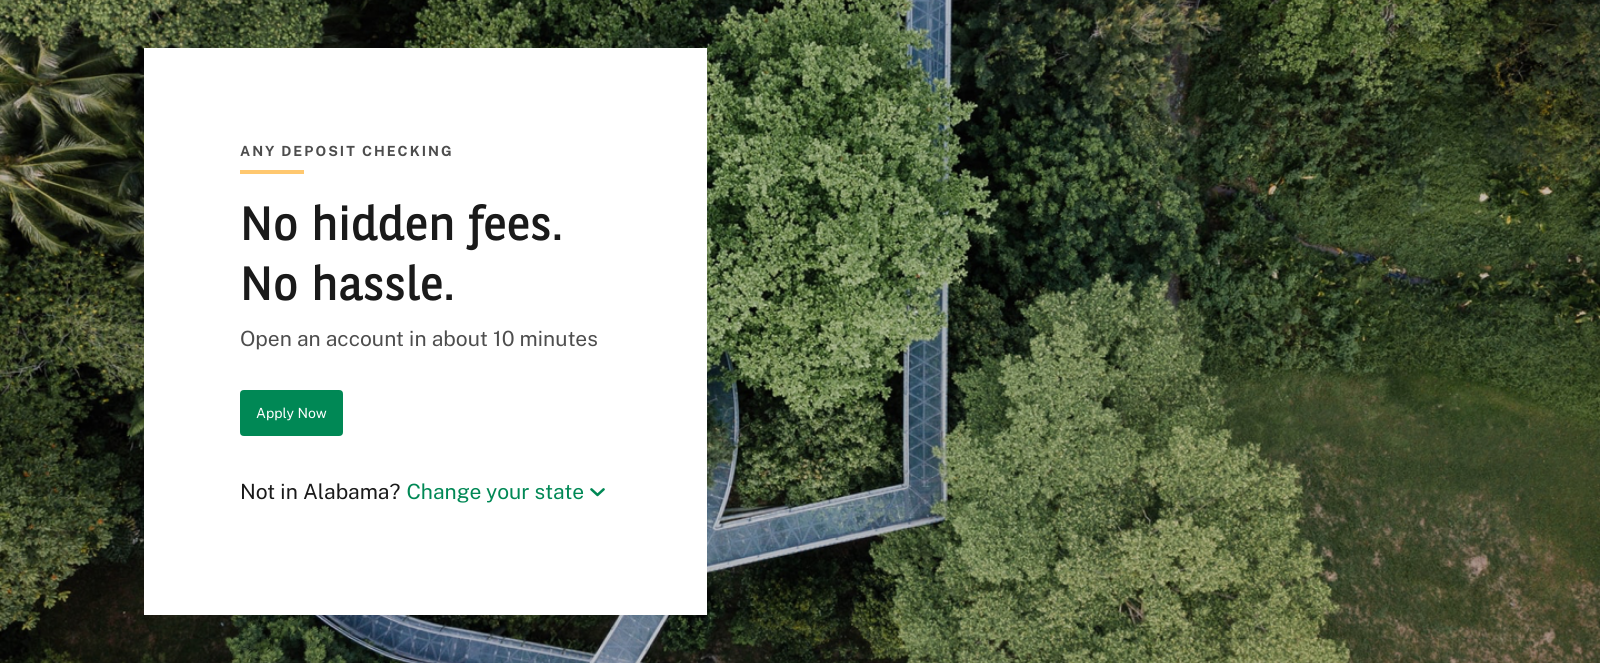 ANY DEPOSIT CHECKING
No hidden fees.
No hassle.
Open an account in about 10 minutes
Apply Now
Not in Alabama? Change your state